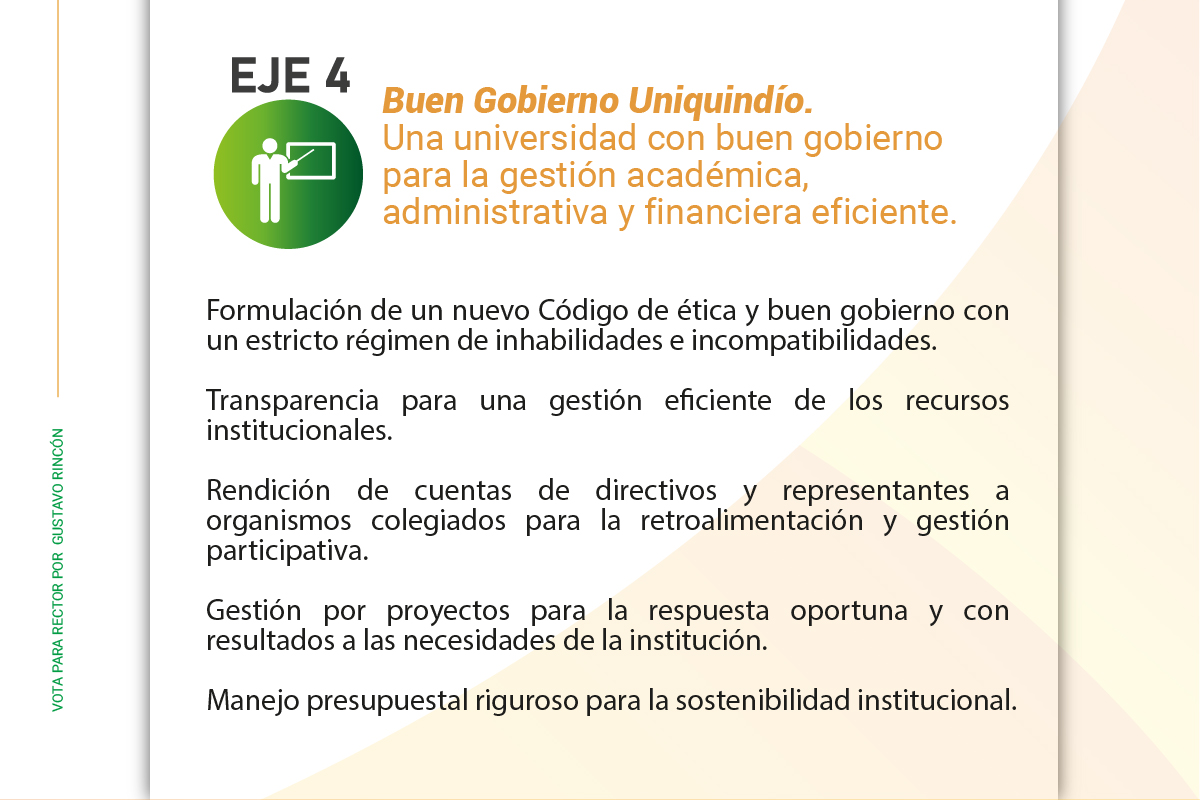 EJE 4
Buen Gobierno Uniquindío.
Una universidad con buen gobierno
para la gestión académica,
administrativa y financiera eficiente.
Formulación de un nuevo Código de ética y buen gobierno con
un estricto régimen de inhabilidades e incompatibilidades.
Transparencia para una gestión eficiente de los recursos
institucionales.
Rendición de cuentas de directivos y representantes a
organismos colegiados para la retroalimentación y gestión
participativa.
Gestión por proyectos para la respuesta oportuna y con
resultados a las necesidades de la institución.
Manejo presupuestal riguroso para la sostenibilidad institucional.
VOTA PARA RECTOR POR GUSTAVO RINCÓN